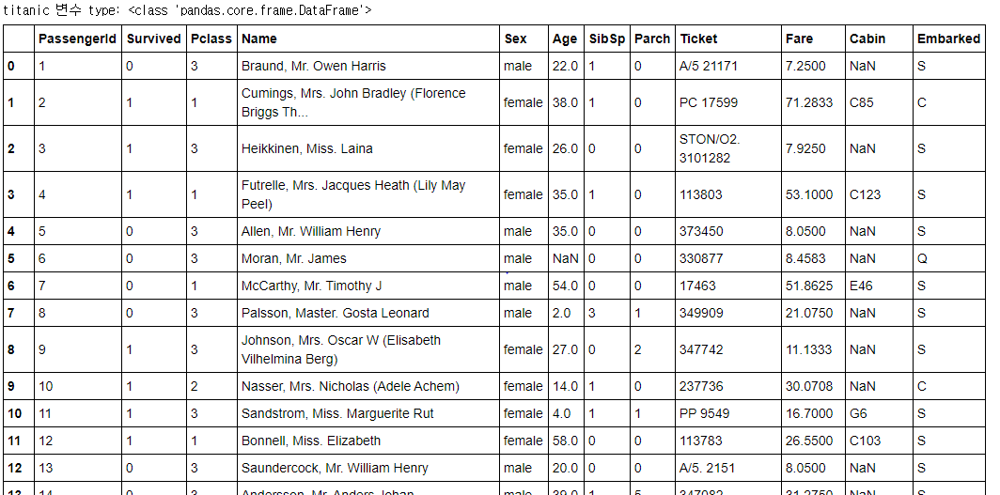 titanic 변수 type: <class 'pandas.core.frame.DataFrame'>
PassengerId Survived Pclass Name Sex Age SibSp Parch Ticket Fare Cabin Embarked
0 1 0 3 Braund, Mr. Owen Harris male 22.0 1 0 A/5 21171 7.2500 NaN S
1 2 1 1 Cumings, Mrs. John Bradley (Florence Briggs Th... female 38.0 1 0 PC 17599 71.2833 C85 C
2 3 1 3 Heikkinen, Miss. Laina female 26.0 0 0 STON/O2. 3101282 7.9250 NaN S
3 4 1 1 Futrelle, Mrs. Jacques Heath (Lily May Peel) female 35.0 1 0 113803 53.1000 C123 S
4 5 0 3 Allen, Mr. William Henry male 35.0 0 0 373450 8.0500 NaN S
5 6 0 3 Moran, Mr. James male NaN 0 0 330877 8.4583 NaN Q
6 7 0 1 McCarthy, Mr. Timothy J male 54.0 0 0 17463 51.8625 E46 S
7 8 0 3 Palsson, Master. Gosta Leonard male 2.0 3 1 349909 21.0750 NaN S
8 9 1 3 Johnson, Mrs. Oscar W (Elisabeth Vilhelmina Berg) female 27.0 0 2 347742 11.1333 NaN S
9 10 1 2 Nasser, Mrs. Nicholas (Adele Achem) female 14.0 1 0 237736 30.0708 NaN C
10 11 1 3 Sandstrom, Miss. Marguerite Rut female 4.0 1 1 PP 9549 16.7000 G6 S
11 12 1 1 Bonnell, Miss. Elizabeth female 58.0 0 0 113783 26.5500 C103 S
12 13 0 3 Saundercock, Mr. William Henry male 20.0 0 0 A/5. 2151 8.0500 NaN S
13 14 0 3 Andersson, Mr. Anders Johan male 39.0 1 5 347082 31.2750 NaN S